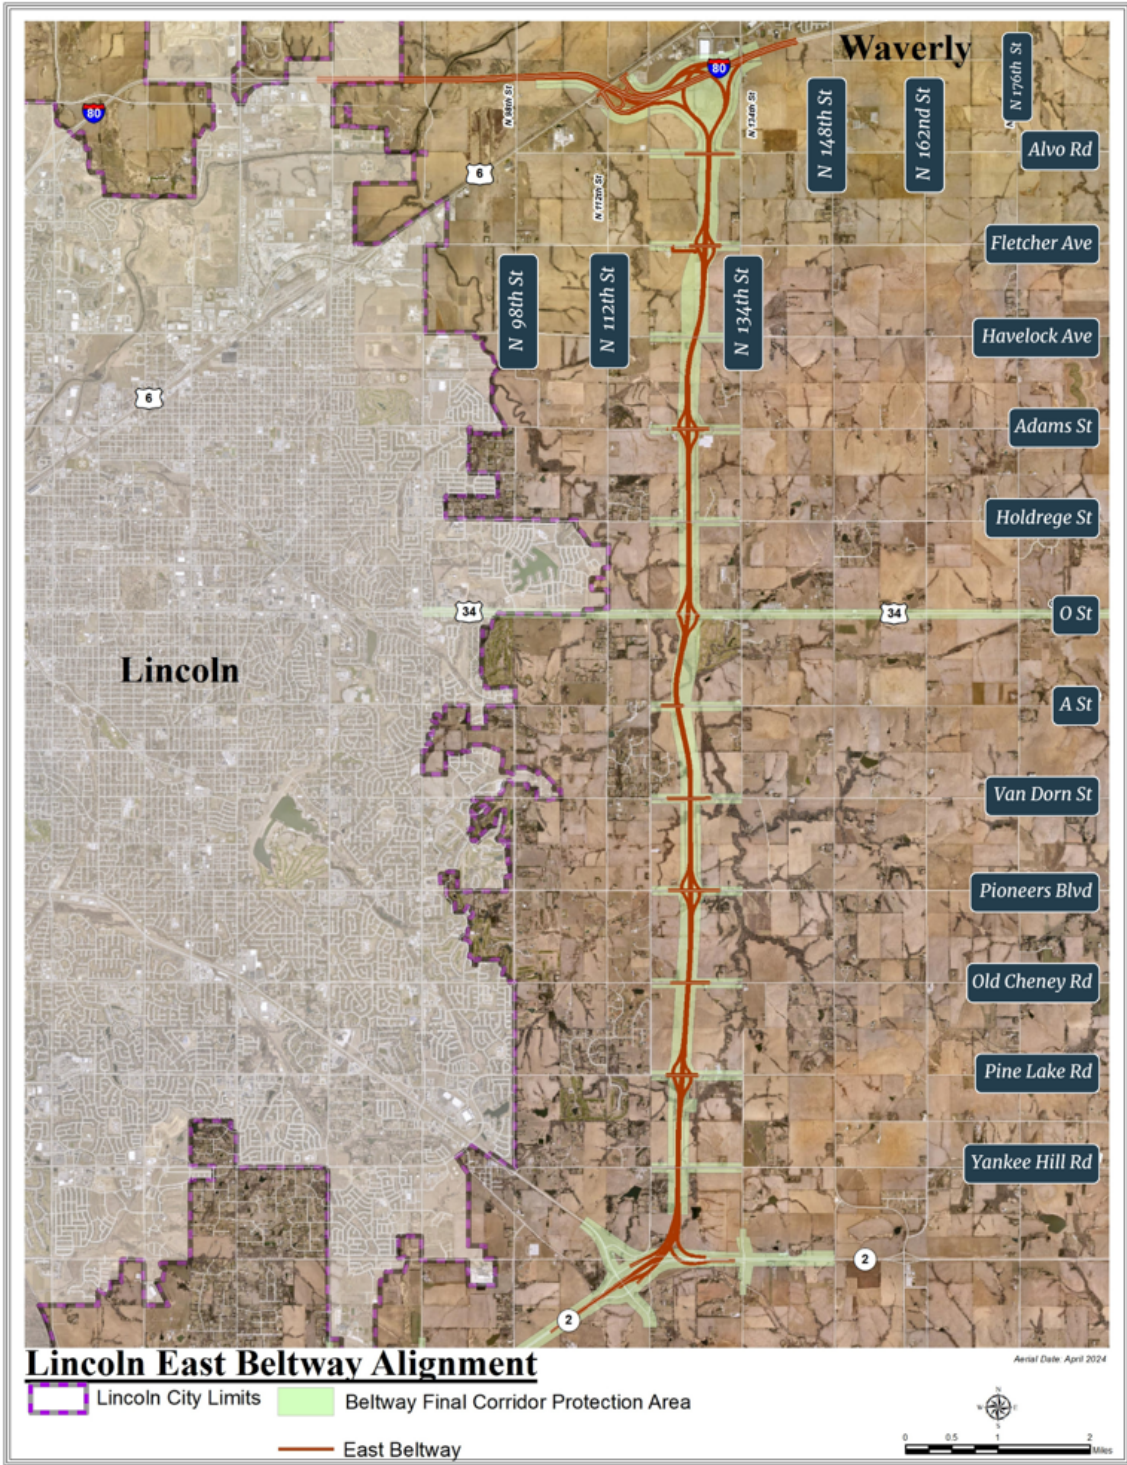 Waverly
N 176th St
80
80
N 98th St
N 134th St
N 148th St
N 162nd St
Alvo Rd
6
N 112th St
Fletcher Ave
N 98th St
N 112th St
N 134th St
Havelock Ave
6
Adams St
Holdrege St
34
34
O St
Lincoln
A St
Van Dorn St
Pioneers Blvd
Old Cheney Rd
Pine Lake Rd
Yankee Hill Rd
2
2
Lincoln East Beltway Alignment
Aerial Date: April 2024
Lincoln City Limits
Beltway Final Corridor Protection Area
East Beltway
N
W E
S
0 0.5 1 2
Miles